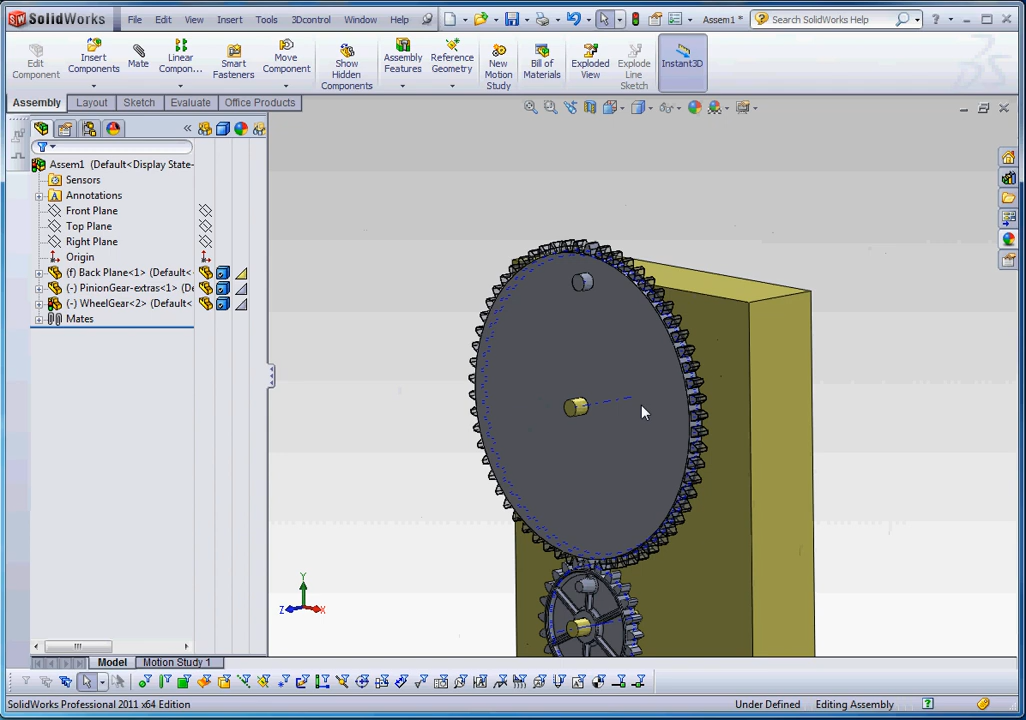 SolidWorks File Edit View Insert Tools 3Dcontrol Window Help Assem1 * Search SolidWorks Help
Edit Component
Insert Components
Mate
Linear Compon...
Smart Fasteners
Move Component
Show Hidden Components
Assembly Features
Reference Geometry
New Motion Study
Bill of Materials
Exploded View
Explode Line Sketch
Instant3D
Assembly Layout Sketch Evaluate Office Products
Assem1 (Default<Display State-
Sensors
Annotations
Front Plane
Top Plane
Right Plane
Origin
(f) Back Plane<1> (Default<
(-) PinionGear-extras<1> (De
(-) WheelGear<2> (Default<
Mates
Y
Z X
Model Motion Study 1
SolidWorks Professional 2011 x64 Edition Under Defined Editing Assembly